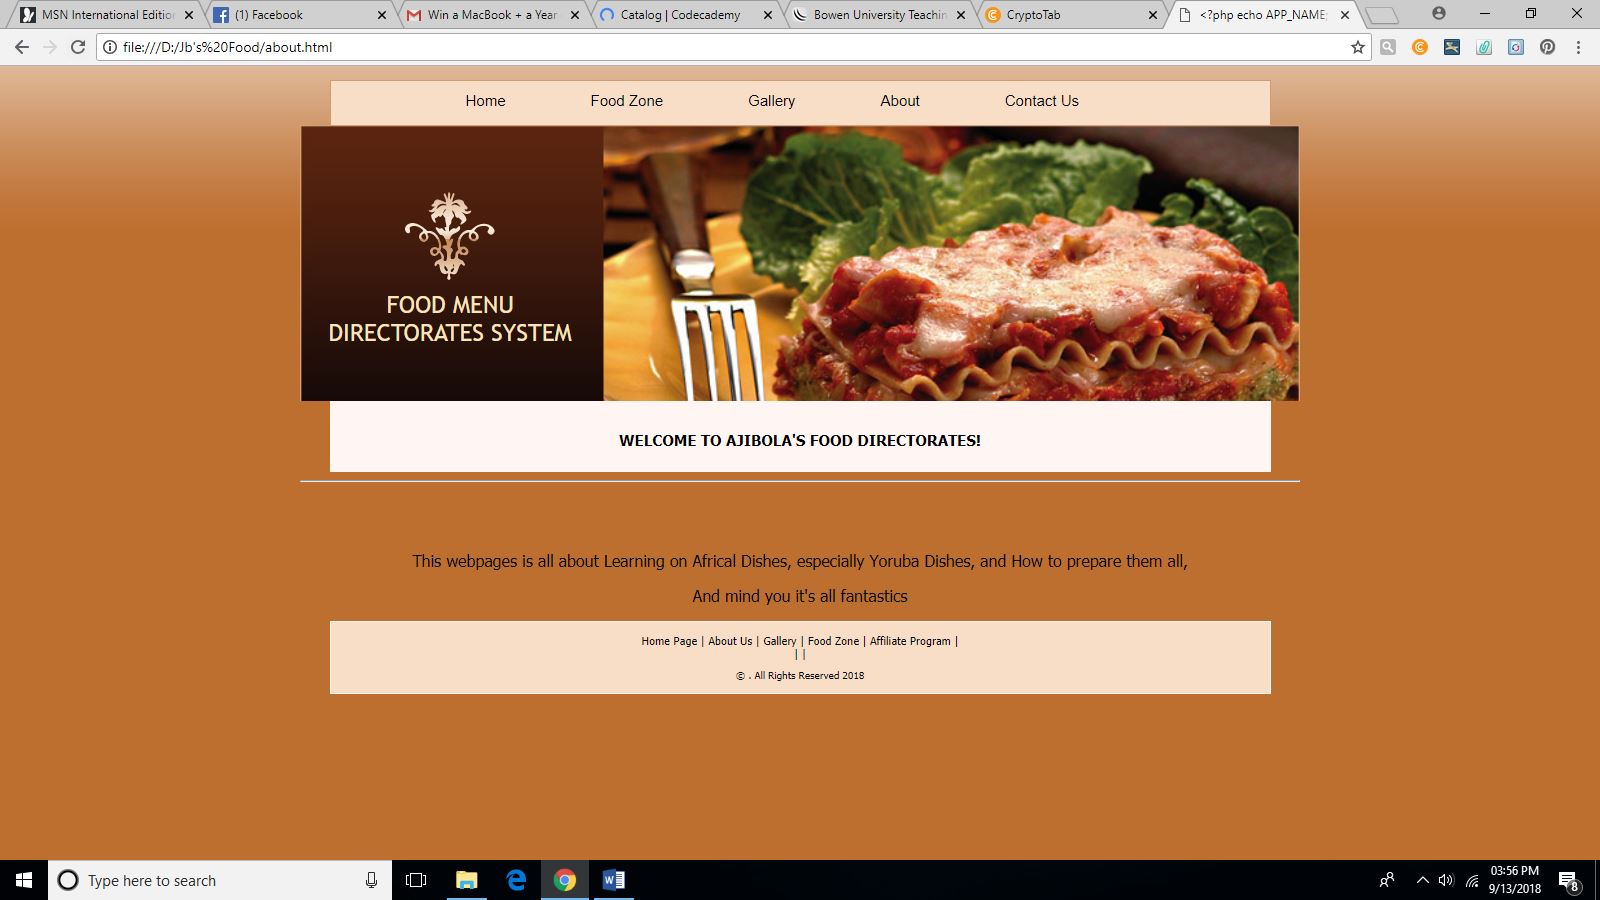 MSN International Edition
(1) Facebook
Win a MacBook + a Year
Catalog | Codecademy
Bowen University Teachin
CryptoTab
<?php echo APP_NAME;
file:///D:/Jb's%20Food/about.html
Home Food Zone Gallery About Contact Us
FOOD MENU
DIRECTORATES SYSTEM
WELCOME TO AJIBOLA'S FOOD DIRECTORATES!
This webpages is all about Learning on Africal Dishes, especially Yoruba Dishes, and How to prepare them all,
And mind you it's all fantastics
Home Page | About Us | Gallery | Food Zone | Affiliate Program |
| |
© . All Rights Reserved 2018
Type here to search
03:56 PM
9/13/2018
8